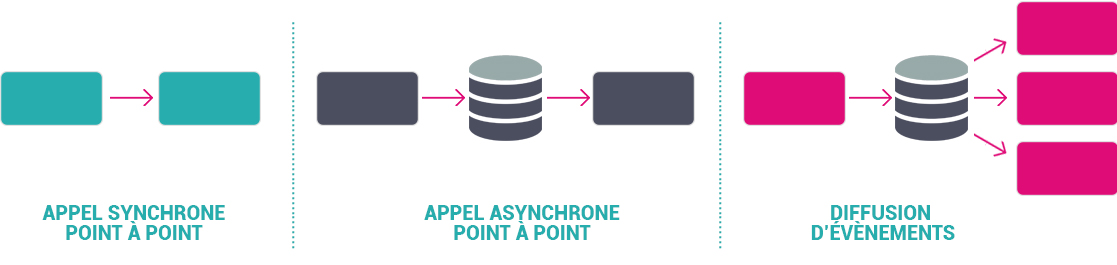 APPEL SYNCHRONE
POINT À POINT
APPEL ASYNCHRONE
POINT À POINT
DIFFUSION
D'ÉVÈNEMENTS